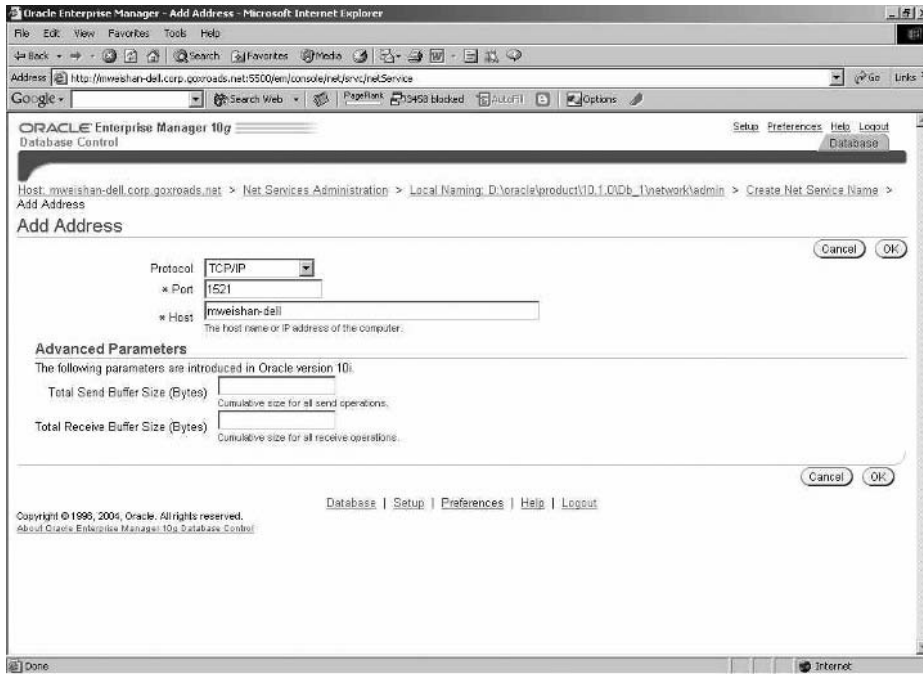 Oracle Enterprise Manager - Add Address - Microsoft Internet Explorer
File Edit View Favorites Tools Help
Back Search Favorites Media
Address http://mweishan-dell.corp.goxroads.net:5500/em/console/net/srvc/netService Go Links
Google Search Web PageRank 3458 blocked AutoFill Options
ORACLE Enterprise Manager 10g
Setup Preferences Help Logout
Database Control
Database
Host: mweishan-dell.corp.goxroads.net > Net Services Administration > Local Naming: D:\oracle\product\10.1.0\Db_1\network\admin > Create Net Service Name >
Add Address
Add Address
Cancel OK
Protocol TCP/IP
* Port 1521
* Host mweishan-dell
The host name or IP address of the computer.
Advanced Parameters
The following parameters are introduced in Oracle version 10i.
Total Send Buffer Size (Bytes)
Cumulative size for all send operations.
Total Receive Buffer Size (Bytes)
Cumulative size for all receive operations.
Cancel OK
Database | Setup | Preferences | Help | Logout
Copyright © 1996, 2004, Oracle. All rights reserved.
About Oracle Enterprise Manager 10g Database Control
Done
Internet